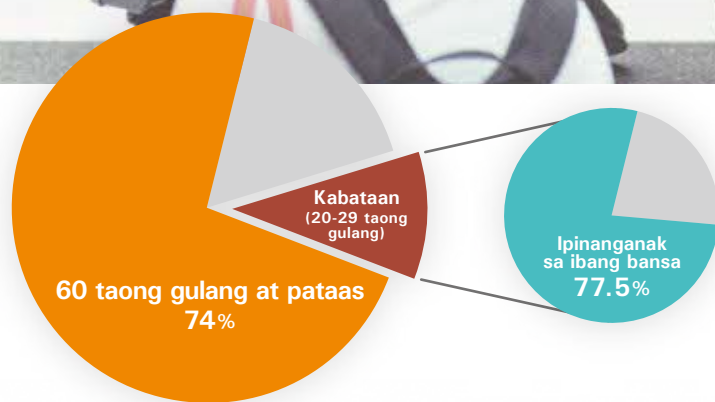 Kabataan
(20-29 taong
gulang)
60 taong gulang at pataas
74%
Ipinanganak
sa ibang bansa
77.5%